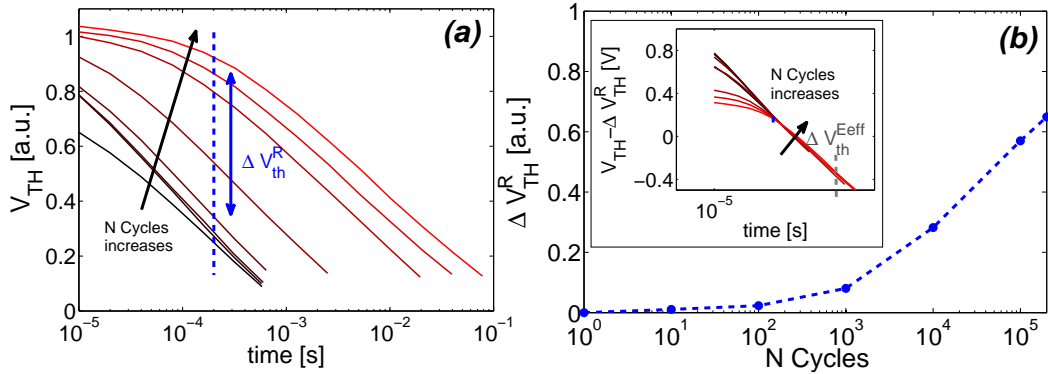 (a)
V_TH [a.u.]
1
0.8
0.6
0.4
0.2
0
N Cycles
increases
Δ V_th^R
10^−5
10^−4
10^−3
10^−2
10^−1
time [s]
(b)
Δ V_TH^R [a.u.]
1
0.8
0.6
0.4
0.2
0
V_TH−Δ V_TH^R [V]
0.8
0.4
0
−0.4
N Cycles
increases
Δ V_th^Eeff
10^−5
time [s]
10^0
10^1
10^2
10^3
10^4
10^5
N Cycles